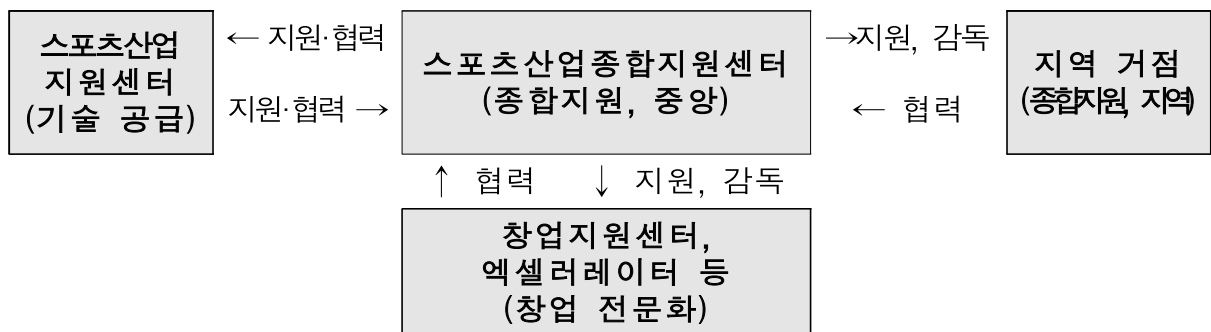 스포츠산업
지원센터
(기술 공급)
← 지원·협력
지원·협력 →
스포츠산업종합지원센터
(종합지원, 중앙)
→지원, 감독
← 협력
지역 거점
(종합지원, 지역)
↑ 협력 ↓ 지원, 감독
창업지원센터,
엑셀러레이터 등
(창업 전문화)